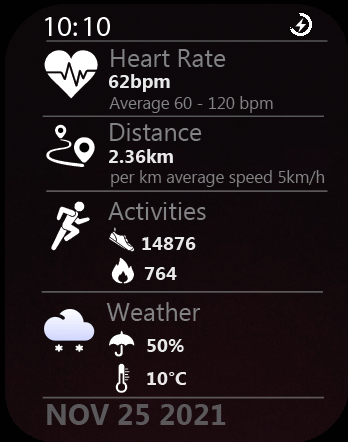 10:10
Heart Rate
62bpm
Average 60 - 120 bpm
Distance
2.36km
per km average speed 5km/h
Activities
14876
764
Weather
50%
10°C
NOV 25 2021